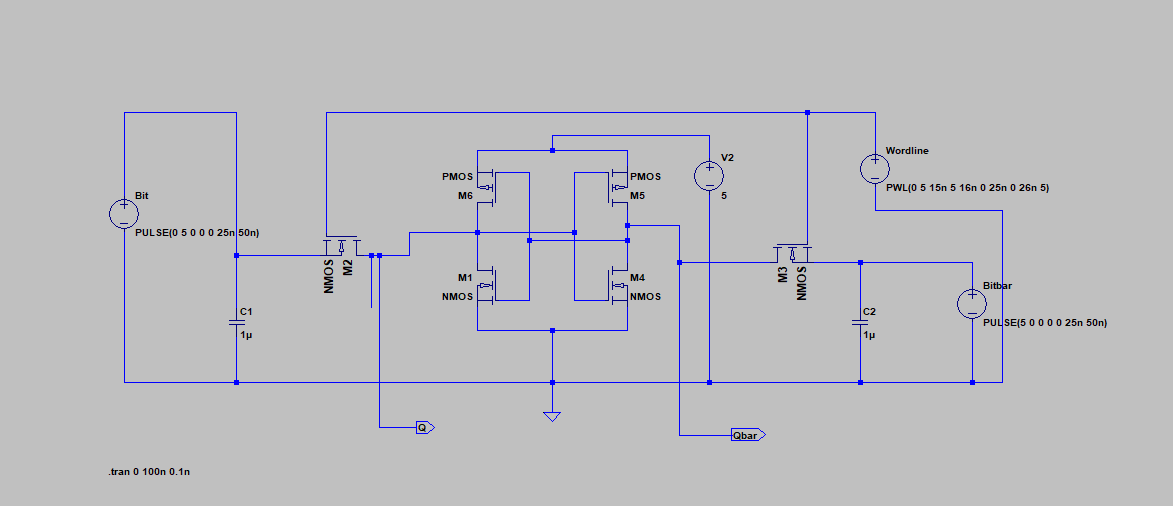 Wordline
PWL(0 5 15n 5 16n 0 25n 0 26n 5)
V2
5
PMOS
M6
PMOS
M5
Bit
PULSE(0 5 0 0 0 25n 50n)
NMOS
M2
M1
NMOS
M4
NMOS
M3
NMOS
Bitbar
PULSE(5 0 0 0 0 25n 50n)
C1
1µ
C2
1µ
Q
Qbar
.tran 0 100n 0.1n